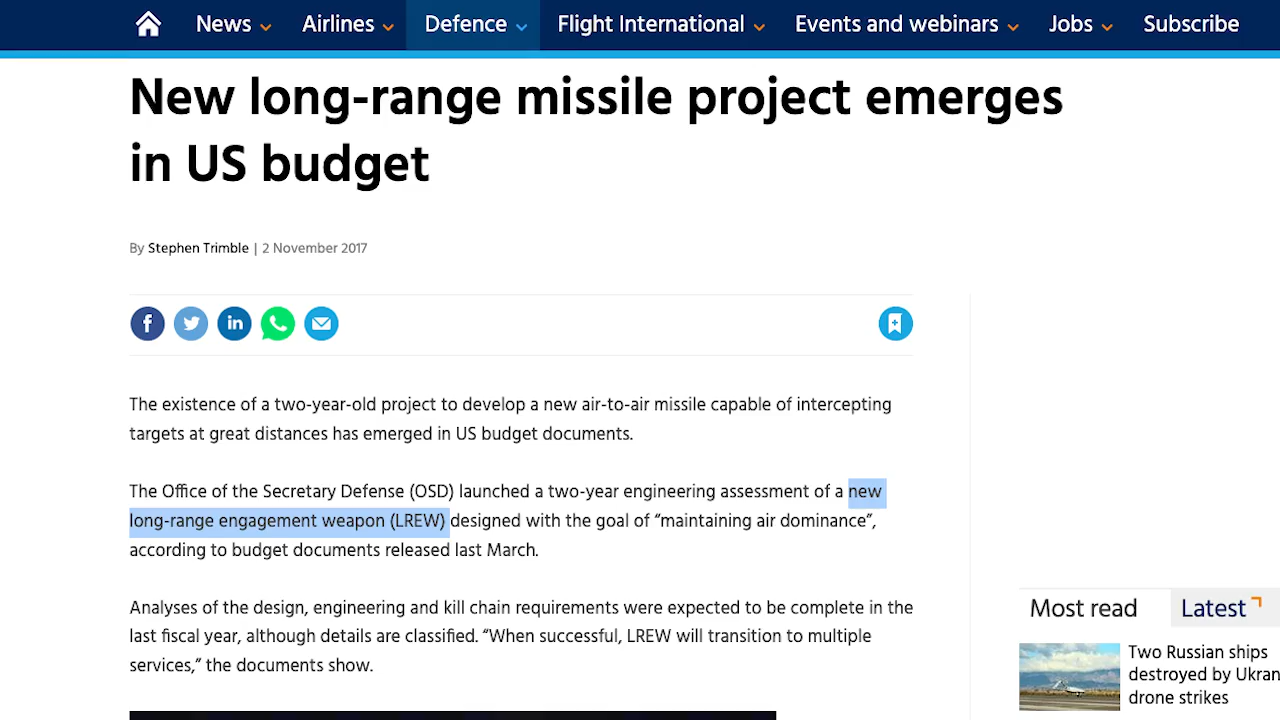 News Airlines Defence Flight International Events and webinars Jobs Subscribe
New long-range missile project emerges
in US budget
By Stephen Trimble | 2 November 2017
The existence of a two-year-old project to develop a new air-to-air missile capable of intercepting
targets at great distances has emerged in US budget documents.
The Office of the Secretary Defense (OSD) launched a two-year engineering assessment of a new
long-range engagement weapon (LREW) designed with the goal of “maintaining air dominance”,
according to budget documents released last March.
Analyses of the design, engineering and kill chain requirements were expected to be complete in the
last fiscal year, although details are classified. “When successful, LREW will transition to multiple
services,” the documents show.
Most read Latest
Two Russian ships
destroyed by Ukran
drone strikes